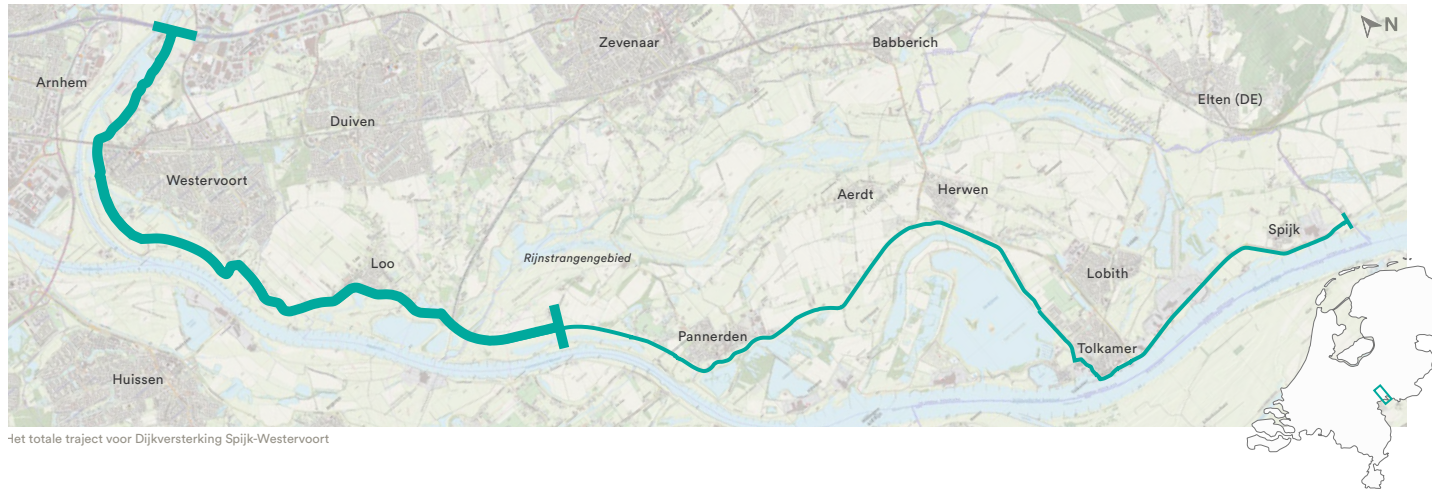 N
Zevenaar
Babberich
Arnhem
Elten (DE)
Duiven
Westervoort
Herwen
Aerdt
Spijk
Rijnstrangengebied
Loo
Lobith
Pannerden
Tolkamer
Huissen
Het totale traject voor Dijkversterking Spijk-Westervoort